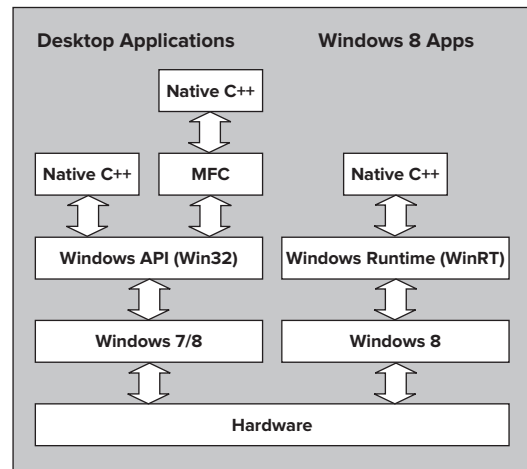 Desktop Applications
Windows 8 Apps
Native C++
Native C++
MFC
Native C++
Windows API (Win32)
Windows Runtime (WinRT)
Windows 7/8
Windows 8
Hardware